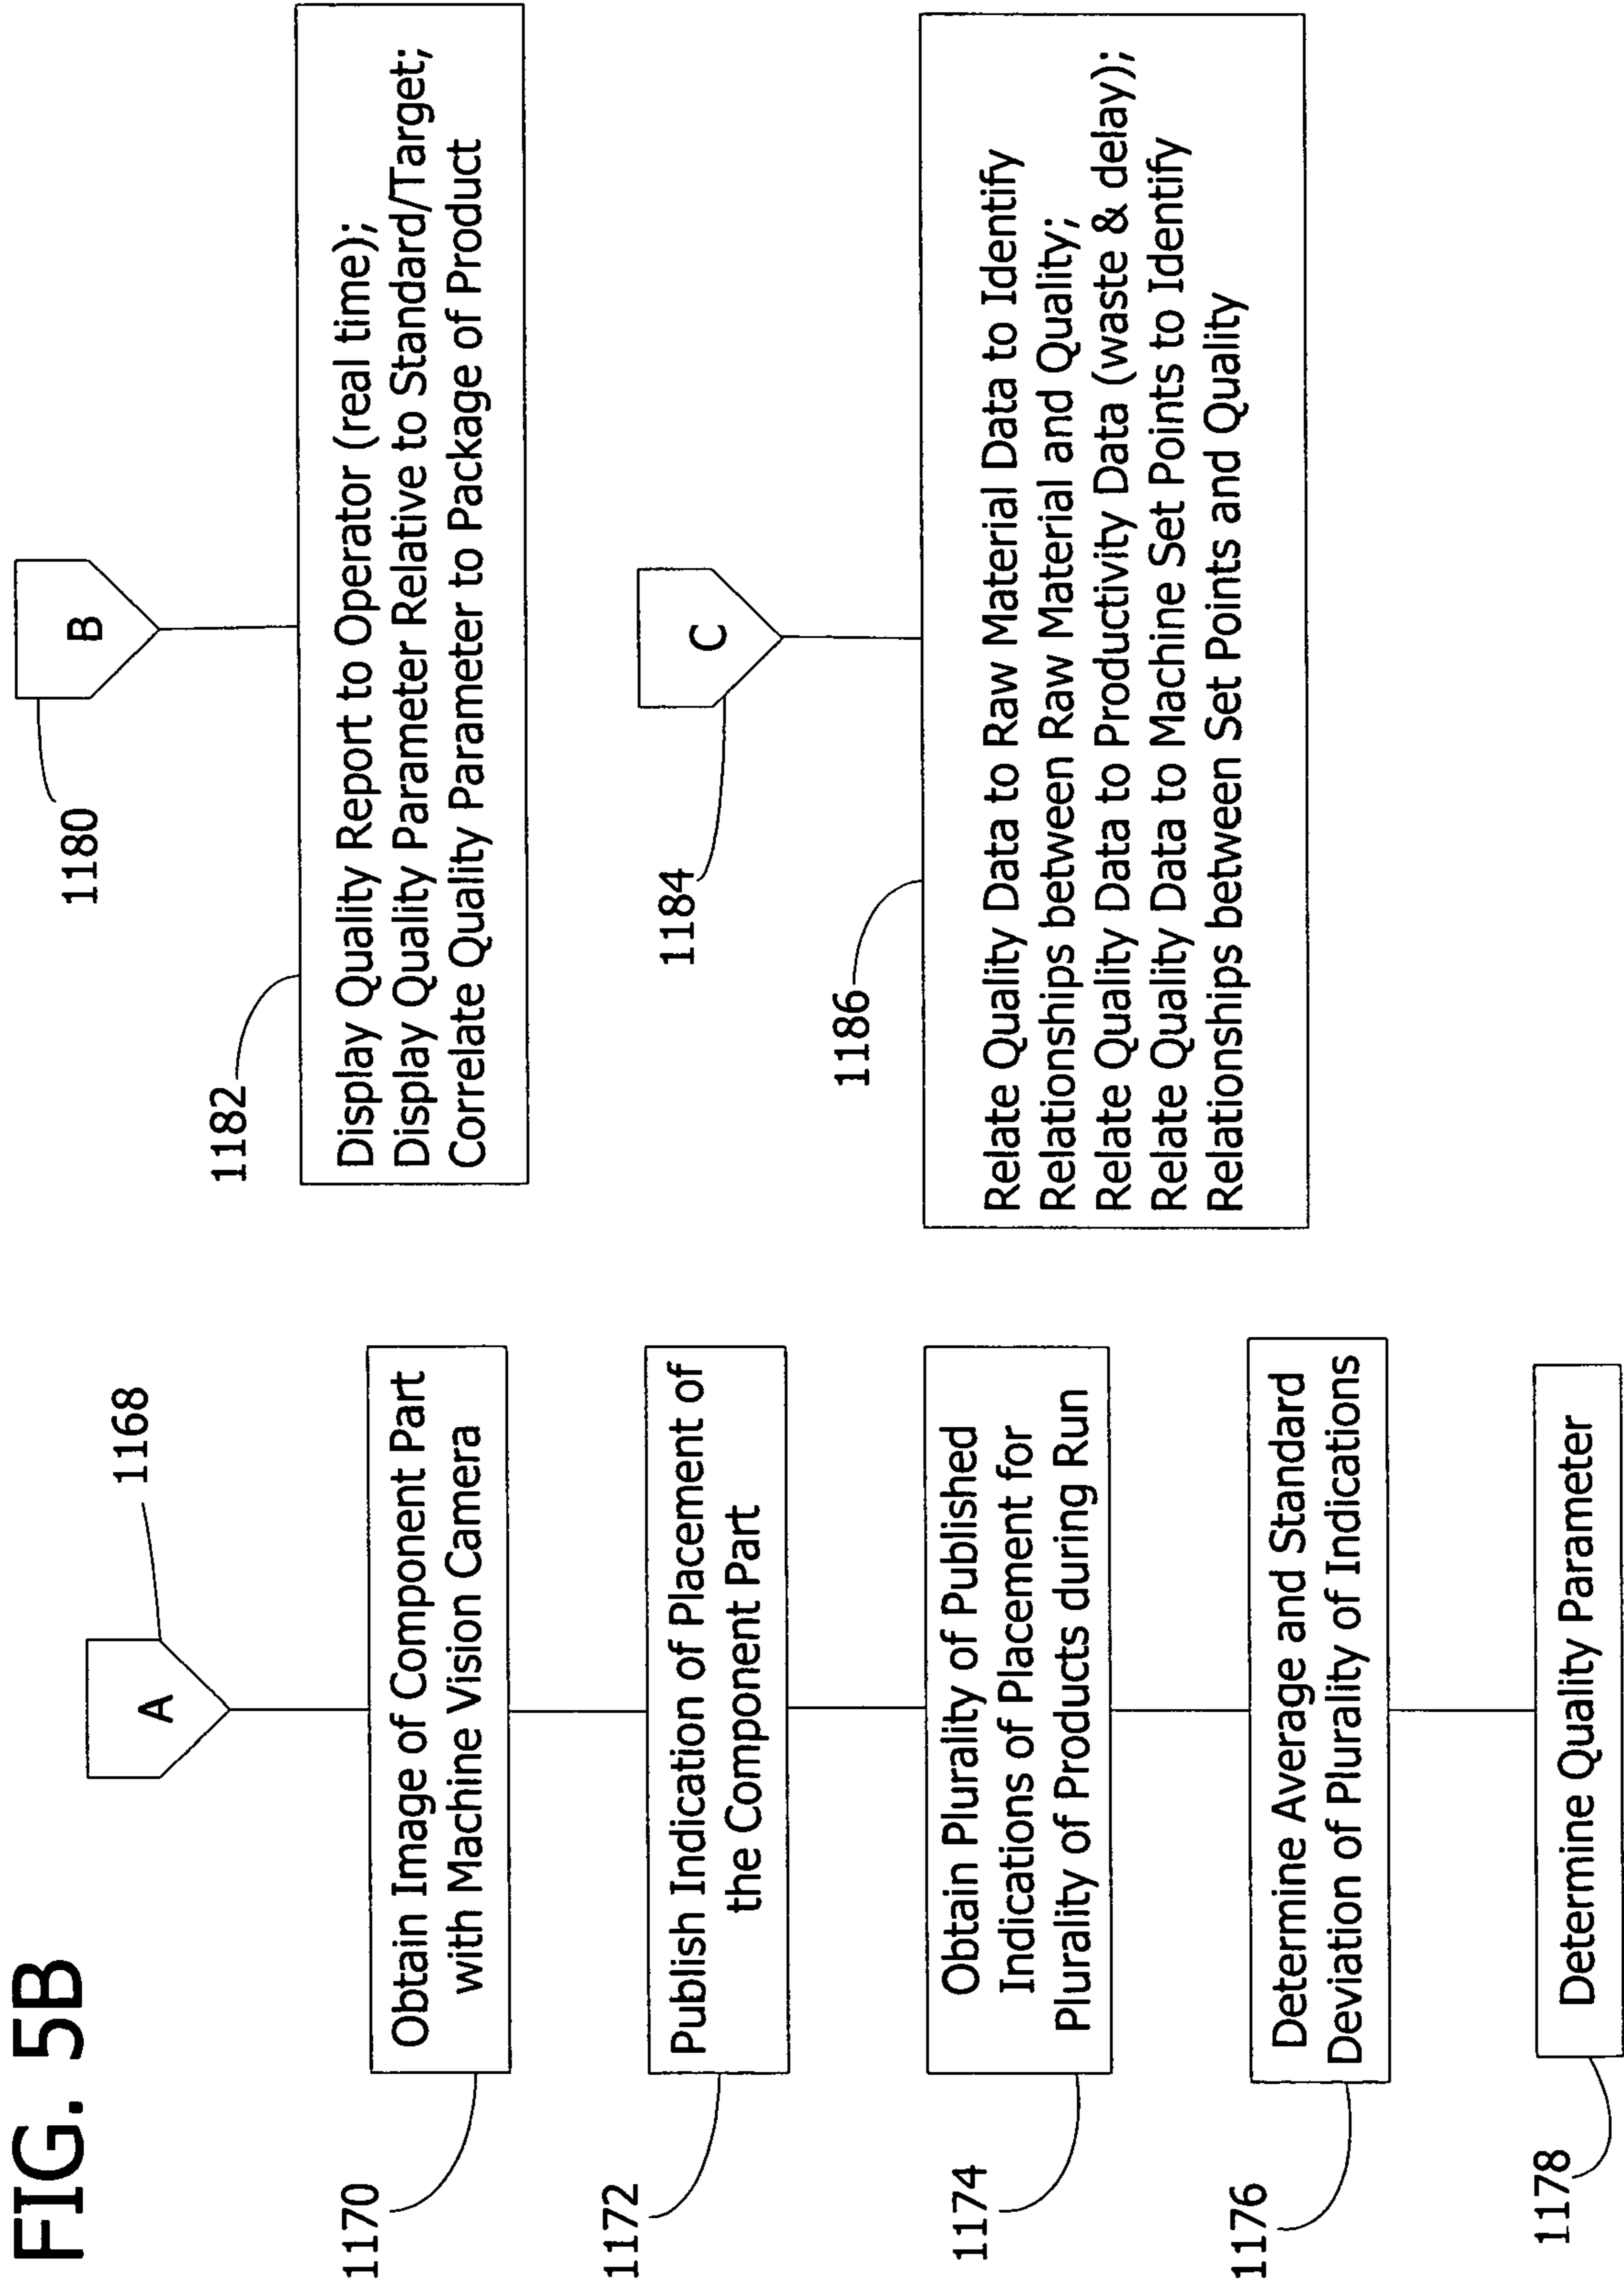 FIG. 5B
A
1168
1170
Obtain Image of Component Part
with Machine Vision Camera
1172
Publish Indication of Placement of
the Component Part
1174
Obtain Plurality of Published
Indications of Placement for
Plurality of Products during Run
1176
Determine Average and Standard
Deviation of Plurality of Indications
1178
Determine Quality Parameter
B
1180
1182
Display Quality Report to Operator (real time);
Display Quality Parameter Relative to Standard/Target;
Correlate Quality Parameter to Package of Product
C
1184
1186
Relate Quality Data to Raw Material Data to Identify
Relationships between Raw Material and Quality;
Relate Quality Data to Productivity Data (waste & delay);
Relate Quality Data to Machine Set Points to Identify
Relationships between Set Points and Quality